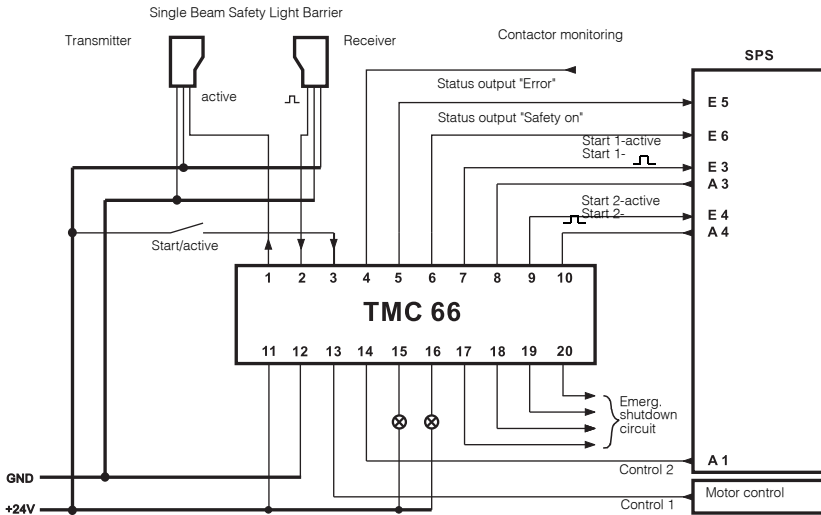 Single Beam Safety Light Barrier
Transmitter
Receiver
Contactor monitoring
SPS
active
Status output "Error"
E 5
Status output "Safety on"
E 6
Start 1-active
Start 1-
E 3
A 3
Start 2-active
Start 2-
E 4
A 4
Start/active
1 2 3 4 5 6 7 8 9 10
TMC 66
11 12 13 14 15 16 17 18 19 20
Emerg.
shutdown
circuit
A 1
Control 2
GND
Motor control
Control 1
+24V